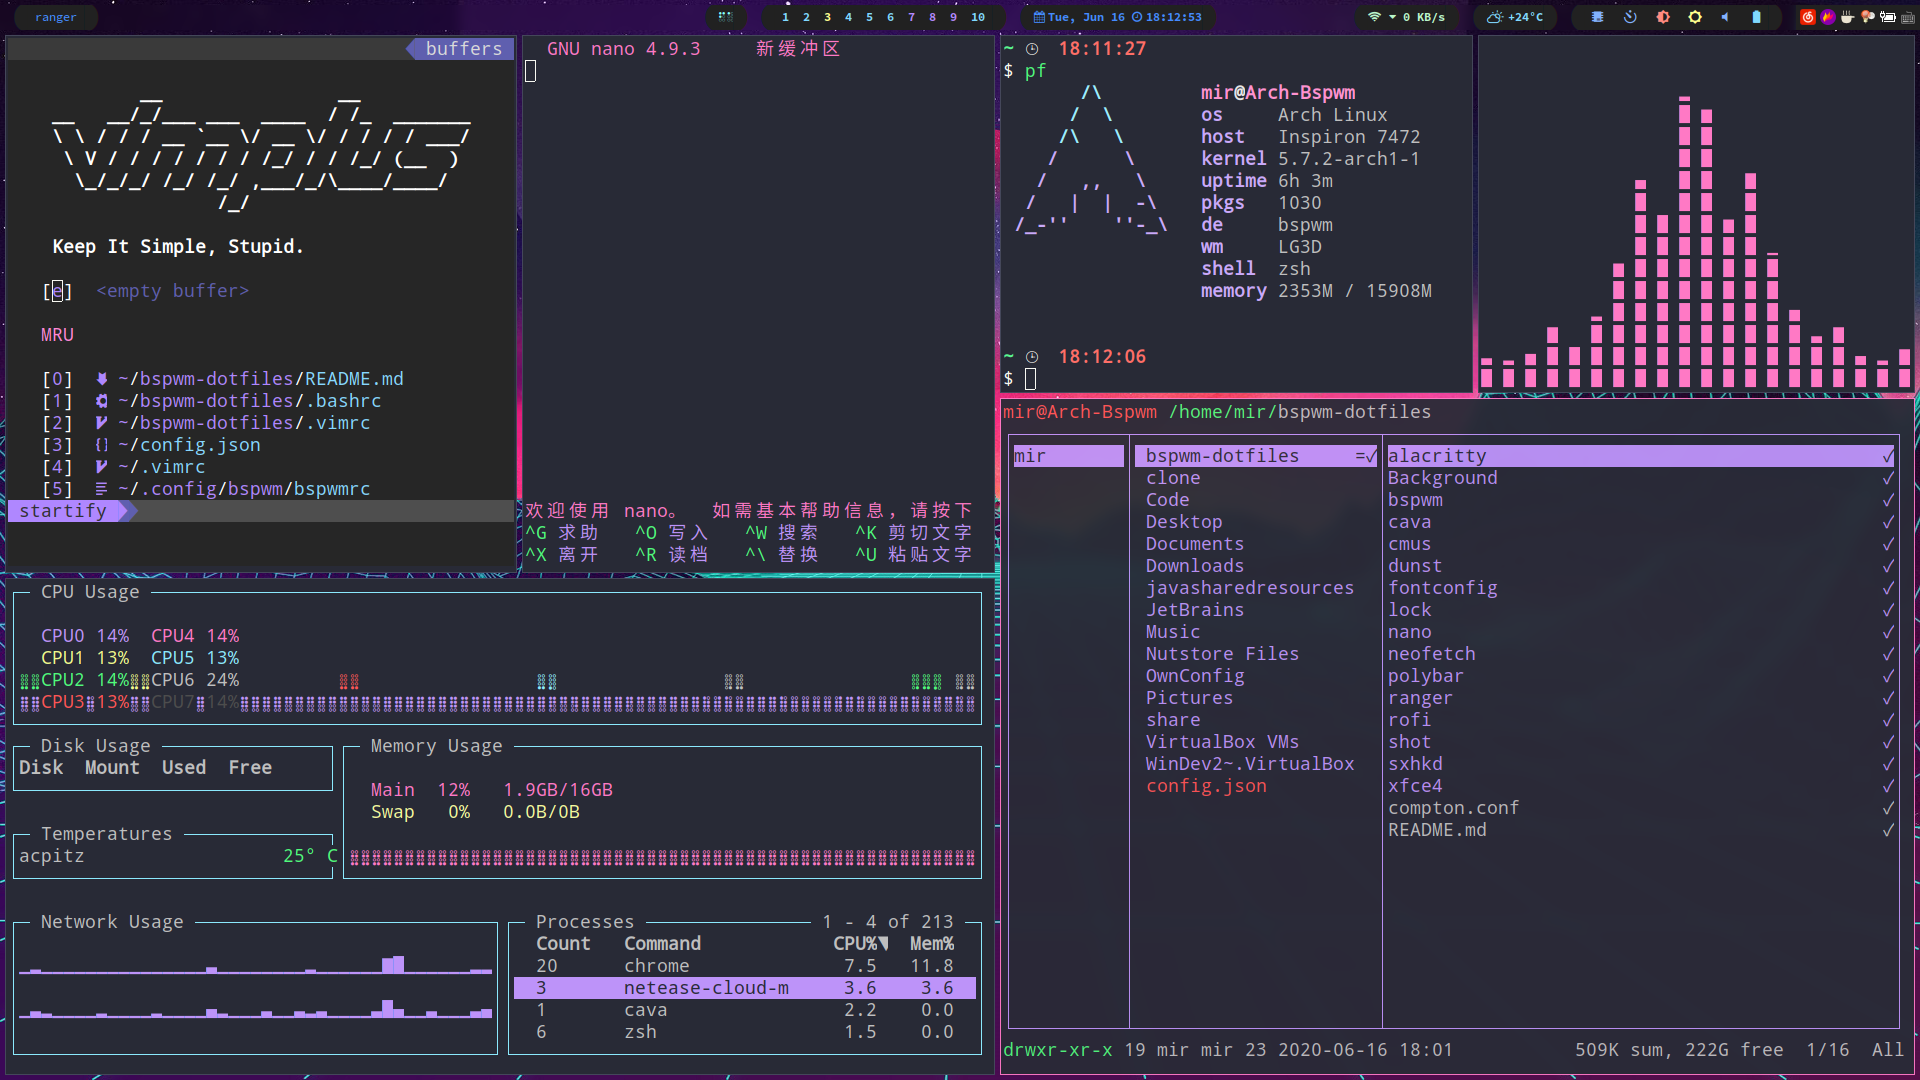 ranger
1 2 3 4 5 6 7 8 9 10
Tue, Jun 16 18:12:53
0 KB/s
+24°C
buffers
vimplus
Keep It Simple, Stupid.
[e] <empty buffer>
MRU
[0] ~/bspwm-dotfiles/README.md
[1] ~/bspwm-dotfiles/.bashrc
[2] ~/bspwm-dotfiles/.vimrc
[3] ~/config.json
[4] ~/.vimrc
[5] ~/.config/bspwm/bspwmrc
startify
GNU nano 4.9.3 新缓冲区
欢迎使用 nano。 如需基本帮助信息，请按下
^G 求助 ^O 写入 ^W 搜索 ^K 剪切文字
^X 离开 ^R 读档 ^\ 替换 ^U 粘贴文字
~ 18:11:27
$ pf
mir@Arch-Bspwm
os Arch Linux
host Inspiron 7472
kernel 5.7.2-arch1-1
uptime 6h 3m
pkgs 1030
de bspwm
wm LG3D
shell zsh
memory 2353M / 15908M
~ 18:12:06
$
CPU Usage
CPU0 14% CPU4 14%
CPU1 13% CPU5 13%
CPU2 14% CPU6 24%
CPU3 13% CPU7 14%
Disk Usage
Disk Mount Used Free
Memory Usage
Main 12% 1.9GB/16GB
Swap 0% 0.0B/0B
Temperatures
acpitz 25° C
Network Usage
Processes 1 - 4 of 213
Count Command CPU%▼ Mem%
20 chrome 7.5 11.8
3 netease-cloud-m 3.6 3.6
1 cava 2.2 0.0
6 zsh 1.5 0.0
mir@Arch-Bspwm /home/mir/bspwm-dotfiles
mir bspwm-dotfiles =✓ alacritty ✓
clone Background ✓
Code bspwm ✓
Desktop cava ✓
Documents cmus ✓
Downloads dunst ✓
javasharedresources fontconfig ✓
JetBrains lock ✓
Music nano ✓
Nutstore Files neofetch ✓
OwnConfig polybar ✓
Pictures ranger ✓
share rofi ✓
VirtualBox VMs shot ✓
WinDev2~.VirtualBox sxhkd ✓
config.json xfce4 ✓
compton.conf ✓
README.md ✓
drwxr-xr-x 19 mir mir 23 2020-06-16 18:01 509K sum, 222G free 1/16 All